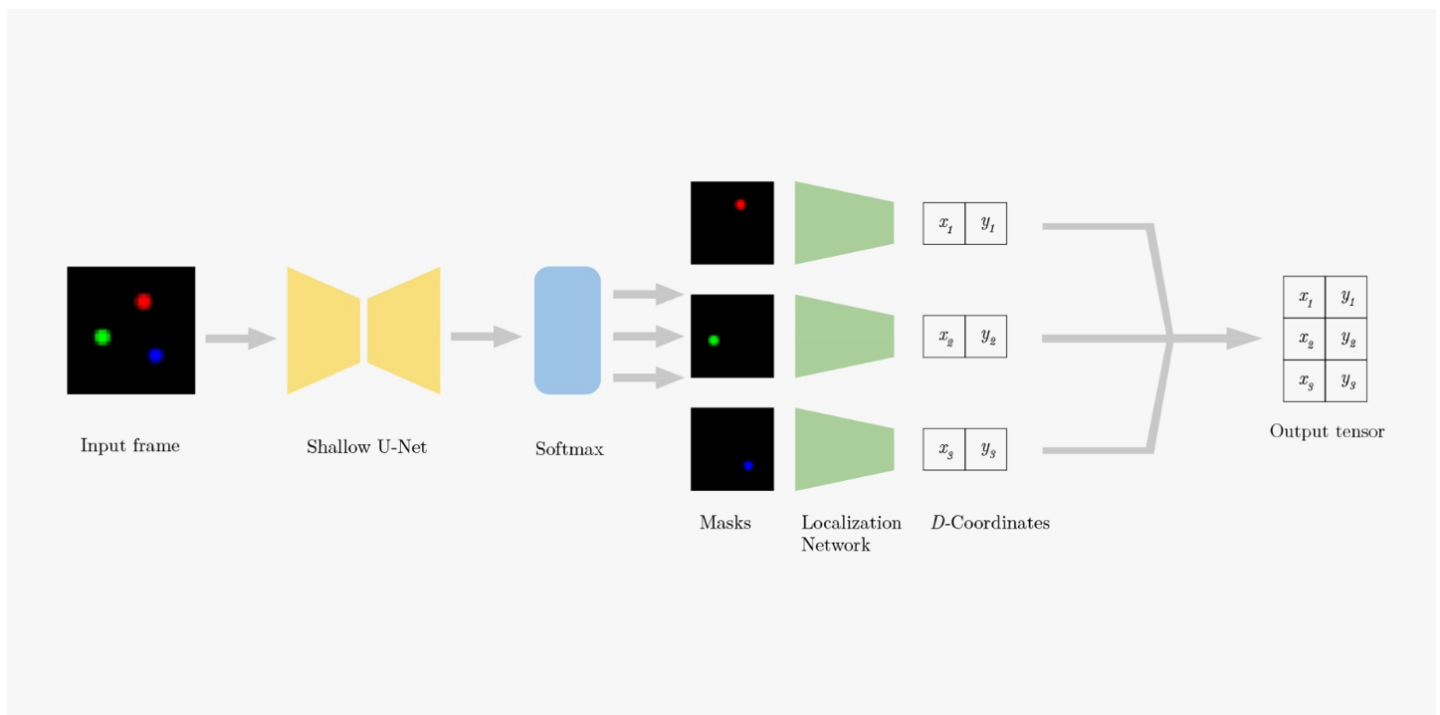 Input frame
Shallow U-Net
Softmax
Masks
Localization
Network
D-Coordinates
x₁ y₁
x₂ y₂
x₃ y₃
x₁ y₁
x₂ y₂
x₃ y₃
Output tensor